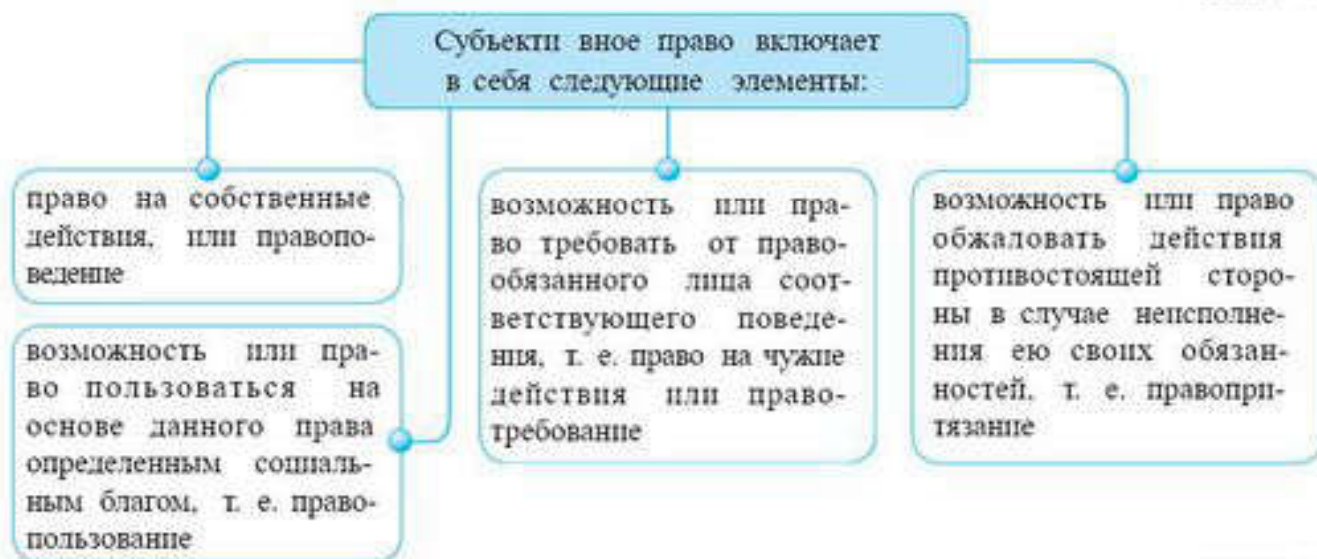 Субъекти вное право включает
в себя следующие элементы:
право на собственные
действия, или правопо-
ведение
возможность или пра-
во пользоваться на
основе данного права
определенным социаль-
ным благом, т. е. право-
пользование
возможность или пра-
во требовать от право-
обязанного лица соот-
ветствующего поведе-
ния, т. е. право на чужие
действия или право-
требование
возможность или право
обжаловать действия
противостоящей сторо-
ны в случае неисполне-
ния ею своих обязан-
ностей, т. е. правопри-
тязание